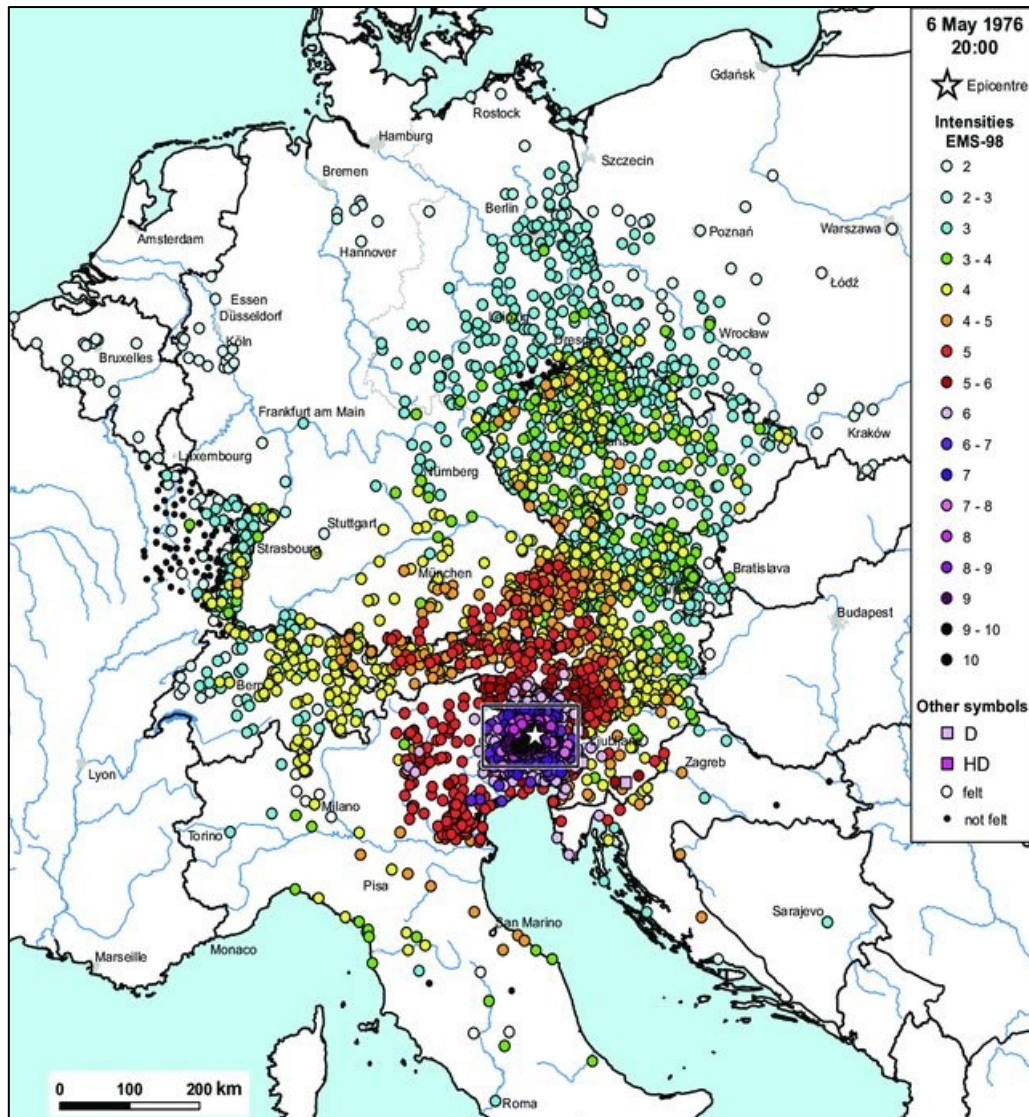 6 May 1976
20:00
Epicentre
Intensities
EMS-98
2
2 - 3
3
3 - 4
4
4 - 5
5
5 - 6
6
6 - 7
7
7 - 8
8
8 - 9
9
9 - 10
10
Other symbols
D
HD
felt
not felt
Gdańsk
Rostock
Hamburg
Szczecin
Bremen
Berlin
Amsterdam
Hannover
Poznań
Warszawa
Łódź
Essen
Düsseldorf
Köln
Leipzig
Dresden
Wrocław
Bruxelles
Frankfurt am Main
Kraków
Luxembourg
Nürnberg
Stuttgart
Strasbourg
München
Bratislava
Budapest
Bern
Zagreb
Lyon
Milano
Torino
Pisa
San Marino
Sarajevo
Monaco
Marseille
Roma
0 100 200 km